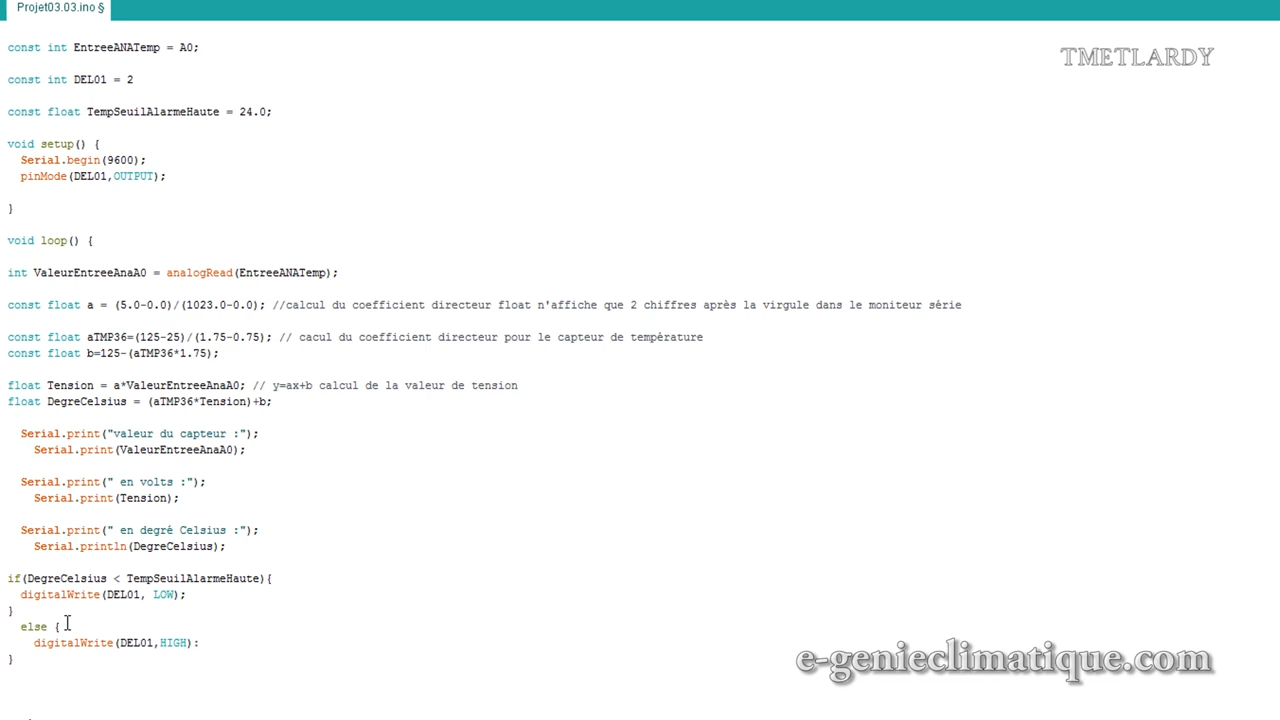 Projet03.03.ino §
const int EntreeANATemp = A0;
TMETLARDY
const int DEL01 = 2
const float TempSeuilAlarmeHaute = 24.0;
void setup() {
Serial.begin(9600);
pinMode(DEL01,OUTPUT);
}
void loop() {
int ValeurEntreeAnaA0 = analogRead(EntreeANATemp);
const float a = (5.0-0.0)/(1023.0-0.0); //calcul du coefficient directeur float n'affiche que 2 chiffres après la virgule dans le moniteur série
const float aTMP36=(125-25)/(1.75-0.75); // cacul du coefficient directeur pour le capteur de température
const float b=125-(aTMP36*1.75);
float Tension = a*ValeurEntreeAnaA0; // y=ax+b calcul de la valeur de tension
float DegreCelsius = (aTMP36*Tension)+b;
Serial.print("valeur du capteur :");
Serial.print(ValeurEntreeAnaA0);
Serial.print(" en volts :");
Serial.print(Tension);
Serial.print(" en degré Celsius :");
Serial.println(DegreCelsius);
if(DegreCelsius < TempSeuilAlarmeHaute){
digitalWrite(DEL01, LOW);
}
else {
digitalWrite(DEL01,HIGH):
}
e-genieclimatique.com